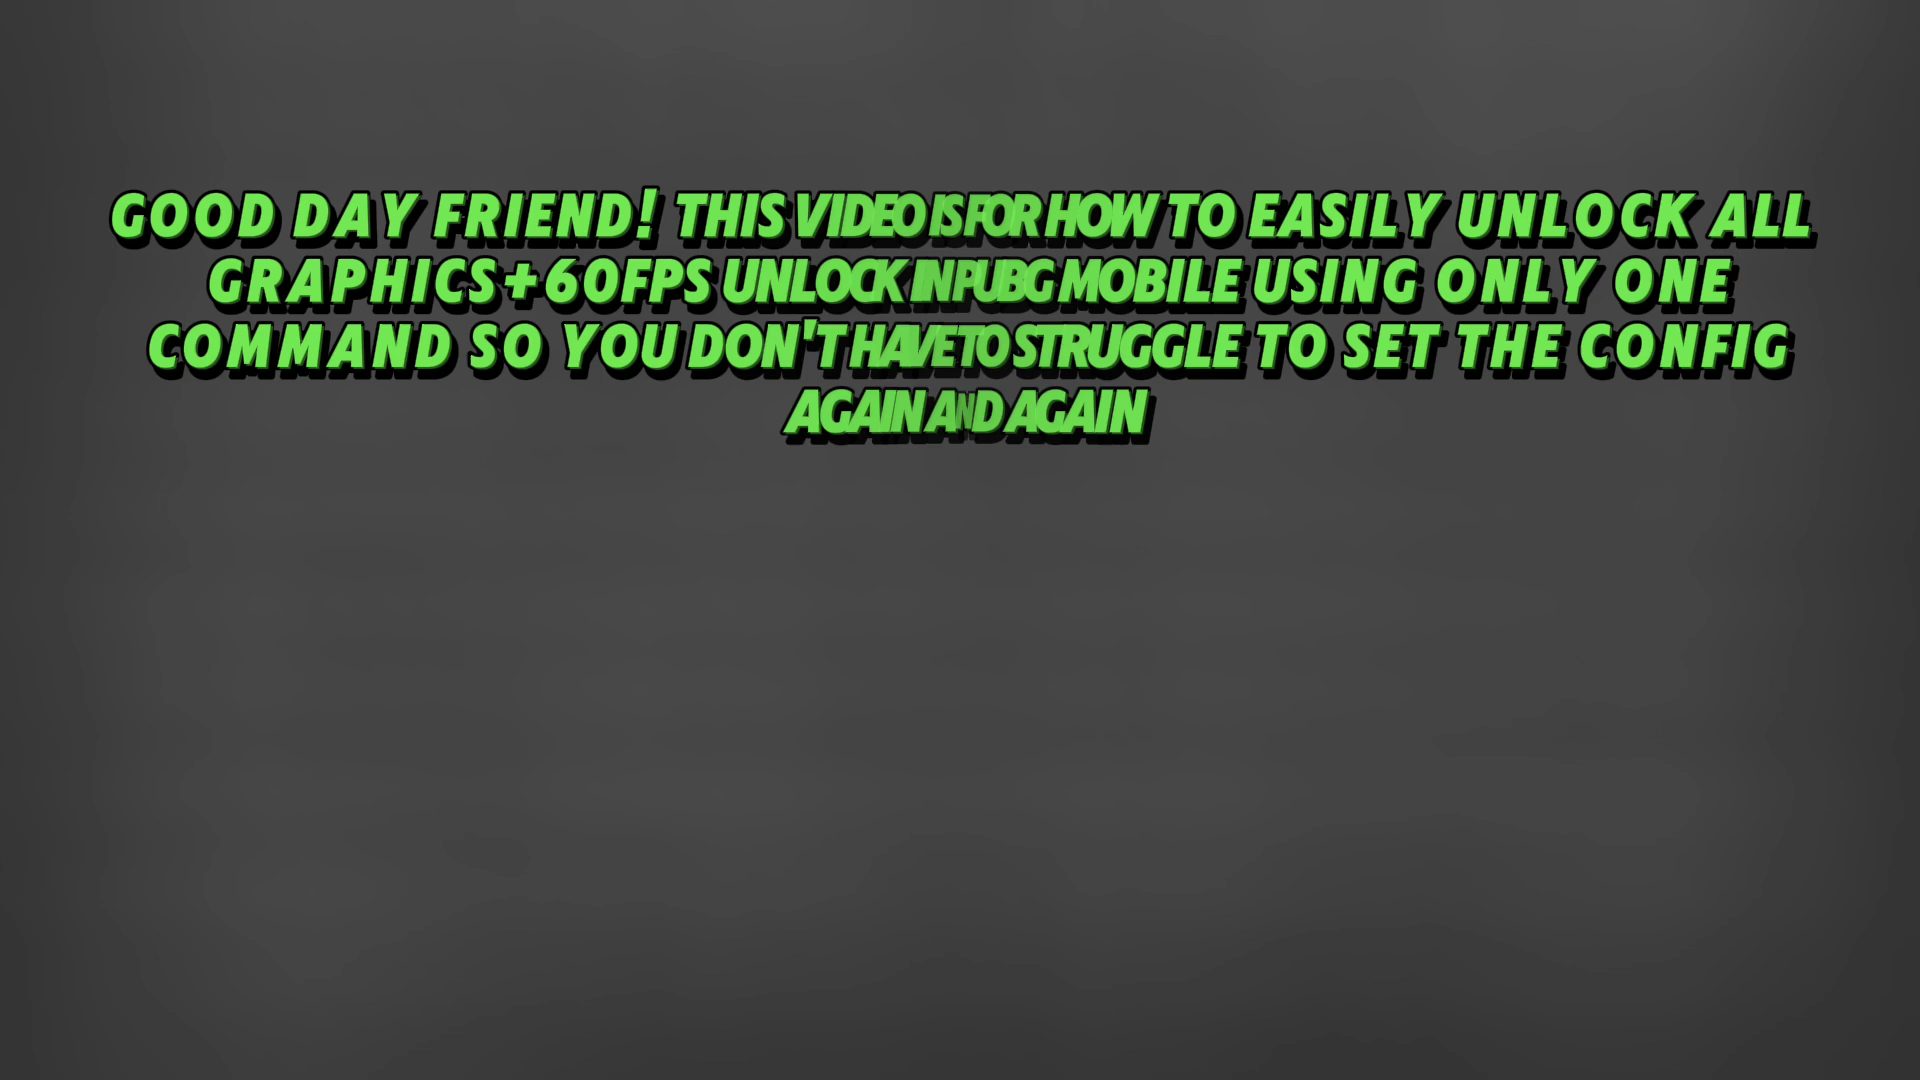 GOOD DAY FRIEND! THIS VIDEO IS FOR HOW TO EASILY UNLOCK ALL
GRAPHICS+60FPS UNLOCK IN PUBG MOBILE USING ONLY ONE
COMMAND SO YOU DON'T HAVE TO STRUGGLE TO SET THE CONFIG
AGAIN AND AGAIN